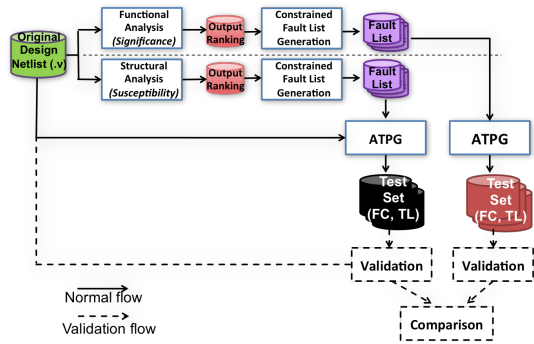 Original
Design
Netlist (.v)
Functional
Analysis
(Significance)
Output
Ranking
Constrained
Fault List
Generation
Fault
List
Structural
Analysis
(Susceptibility)
Output
Ranking
Constrained
Fault List
Generation
Fault
List
ATPG
ATPG
Test
Set
(FC, TL)
Test
Set
(FC, TL)
Validation
Validation
Normal flow
Validation flow
Comparison